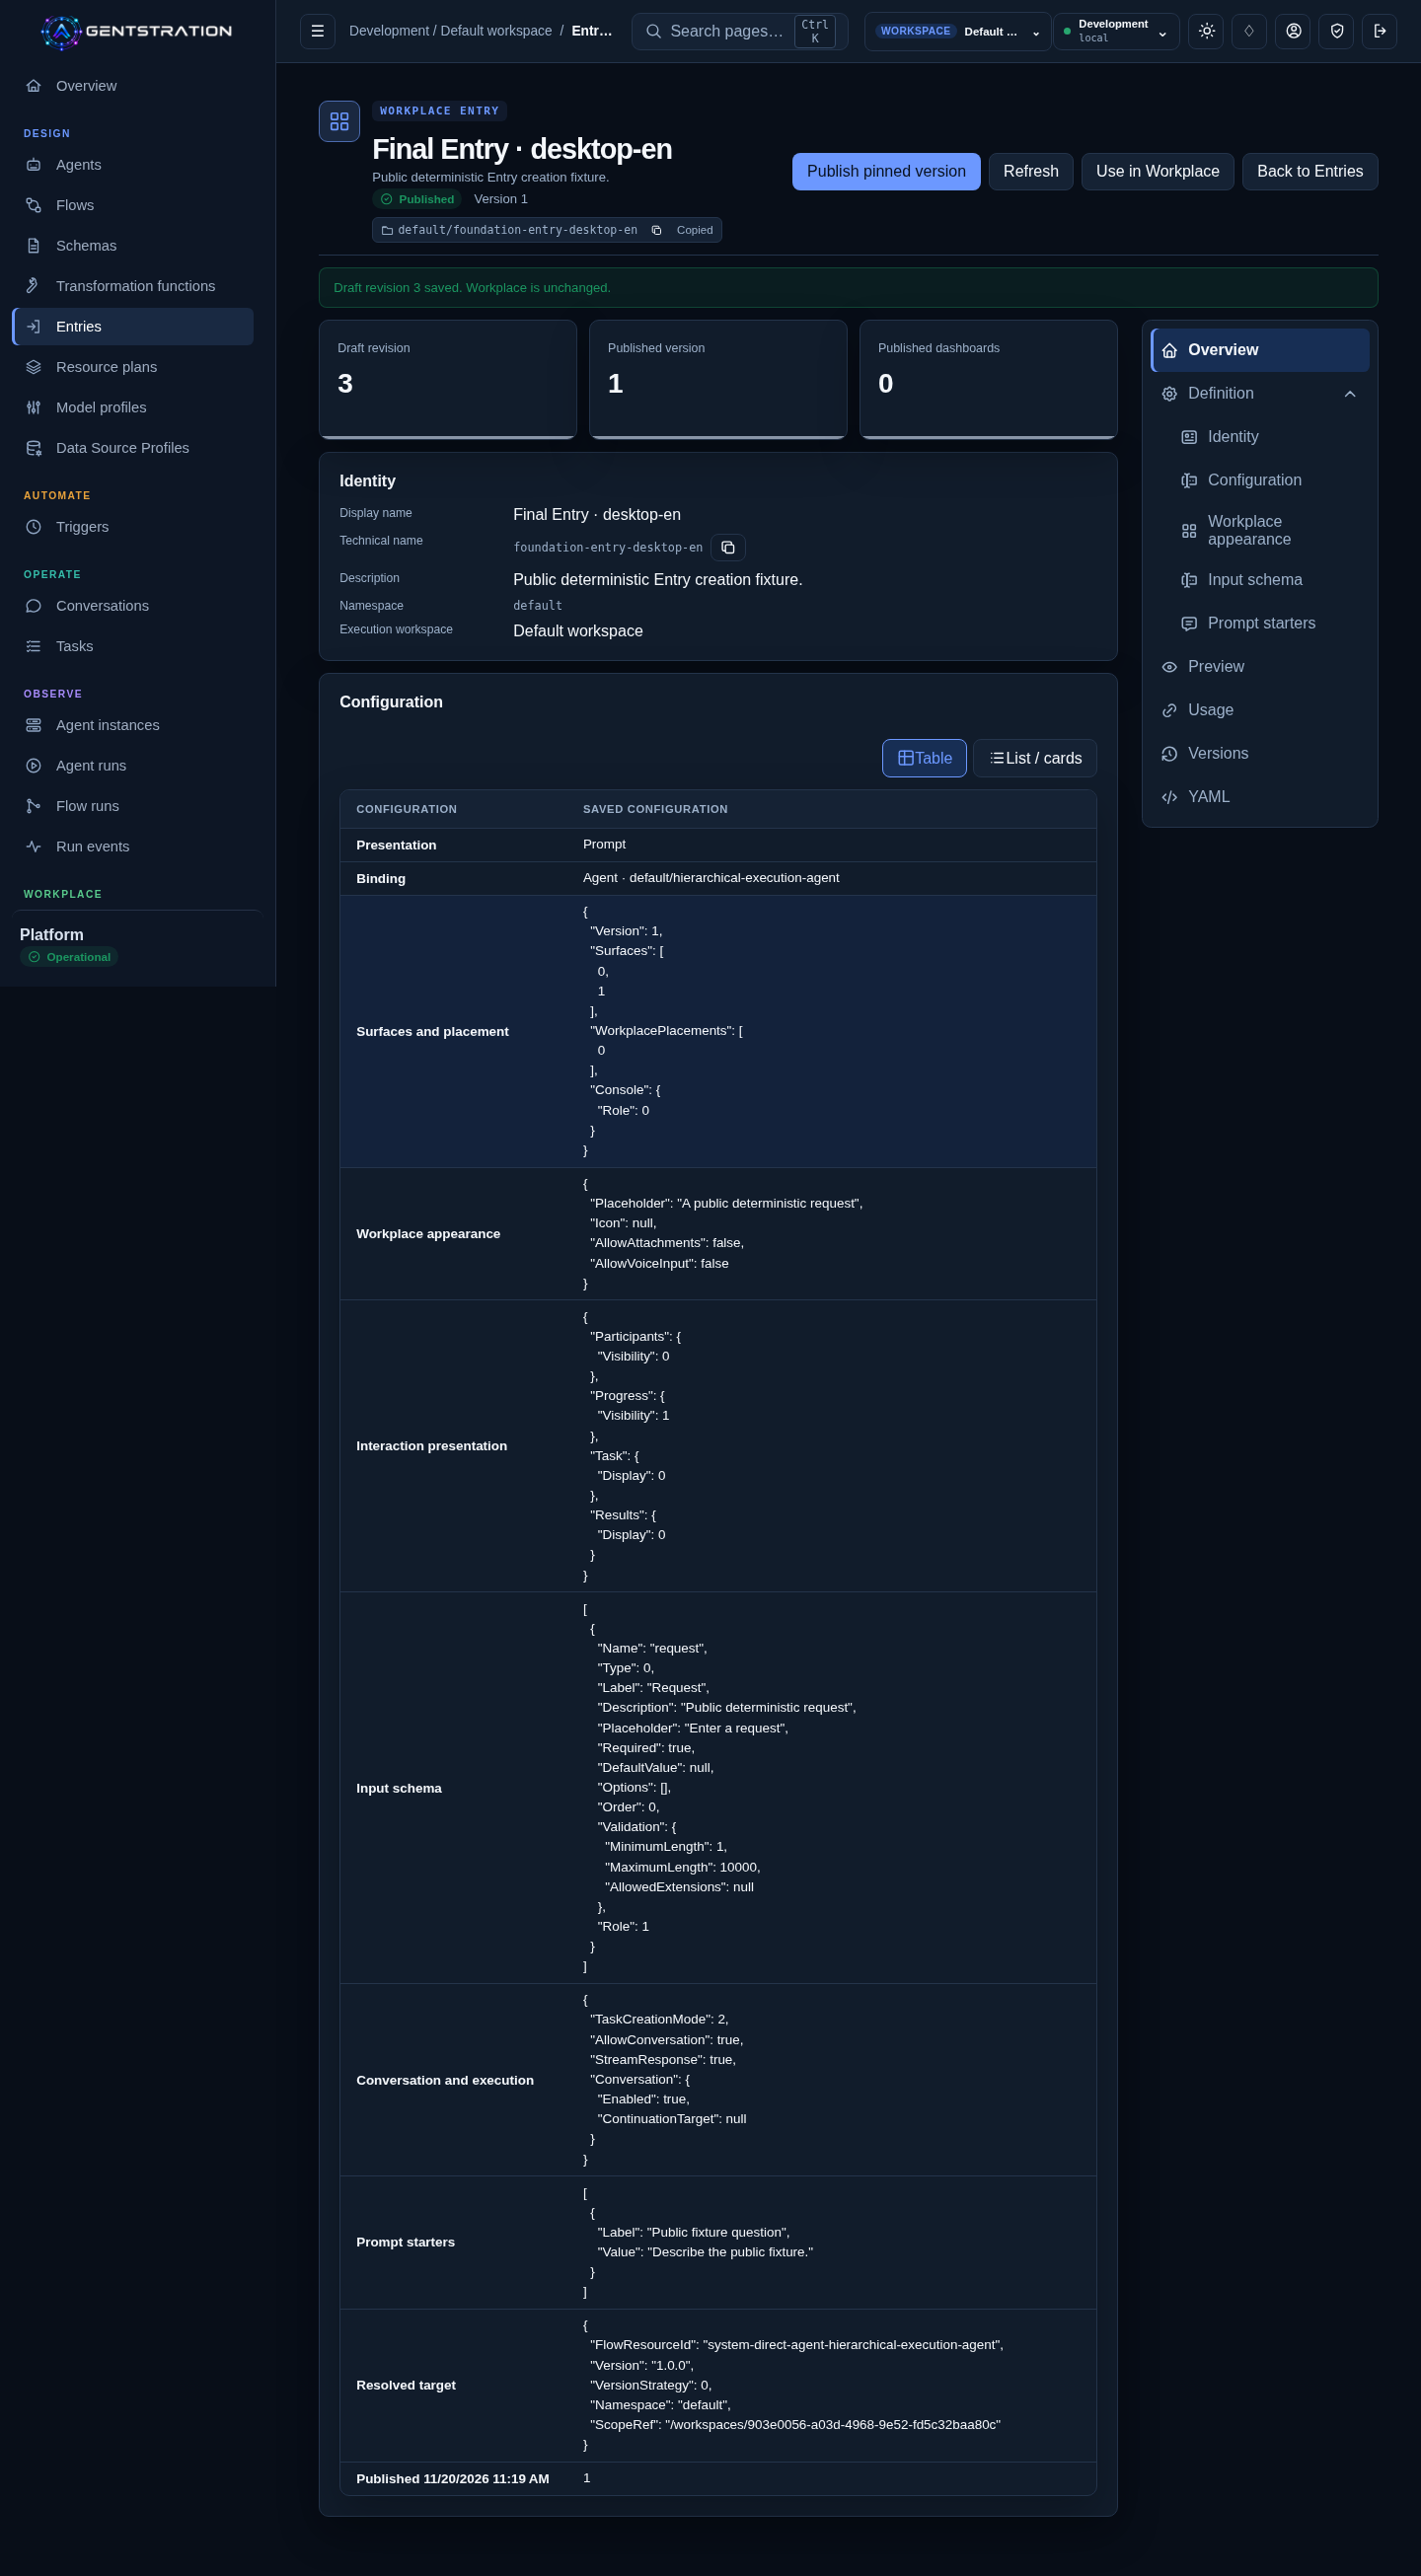 GENTSTRATION
Overview
DESIGN
Agents
Flows
Schemas
Transformation functions
Entries
Resource plans
Model profiles
Data Source Profiles
AUTOMATE
Triggers
OPERATE
Conversations
Tasks
OBSERVE
Agent instances
Agent runs
Flow runs
Run events
WORKPLACE
Platform
Operational
Development / Default workspace / Entr…
Search pages…
Ctrl
K
WORKSPACE Default …
Development
local
WORKPLACE ENTRY
Final Entry · desktop-en
Public deterministic Entry creation fixture.
Published Version 1
default/foundation-entry-desktop-en Copied
Publish pinned version
Refresh
Use in Workplace
Back to Entries
Draft revision 3 saved. Workplace is unchanged.
Draft revision
3
Published version
1
Published dashboards
0
Identity
Display name Final Entry · desktop-en
Technical name foundation-entry-desktop-en
Description Public deterministic Entry creation fixture.
Namespace default
Execution workspace Default workspace
Configuration
Table
List / cards
CONFIGURATION SAVED CONFIGURATION
Presentation Prompt
Binding Agent · default/hierarchical-execution-agent
Surfaces and placement
{
"Version": 1,
"Surfaces": [
0,
1
],
"WorkplacePlacements": [
0
],
"Console": {
"Role": 0
}
}
Workplace appearance
{
"Placeholder": "A public deterministic request",
"Icon": null,
"AllowAttachments": false,
"AllowVoiceInput": false
}
Interaction presentation
{
"Participants": {
"Visibility": 0
},
"Progress": {
"Visibility": 1
},
"Task": {
"Display": 0
},
"Results": {
"Display": 0
}
}
Input schema
[
{
"Name": "request",
"Type": 0,
"Label": "Request",
"Description": "Public deterministic request",
"Placeholder": "Enter a request",
"Required": true,
"DefaultValue": null,
"Options": [],
"Order": 0,
"Validation": {
"MinimumLength": 1,
"MaximumLength": 10000,
"AllowedExtensions": null
},
"Role": 1
}
]
Conversation and execution
{
"TaskCreationMode": 2,
"AllowConversation": true,
"StreamResponse": true,
"Conversation": {
"Enabled": true,
"ContinuationTarget": null
}
}
Prompt starters
[
{
"Label": "Public fixture question",
"Value": "Describe the public fixture."
}
]
Resolved target
{
"FlowResourceId": "system-direct-agent-hierarchical-execution-agent",
"Version": "1.0.0",
"VersionStrategy": 0,
"Namespace": "default",
"ScopeRef": "/workspaces/903e0056-a03d-4968-9e52-fd5c32baa80c"
}
Published 11/20/2026 11:19 AM 1
Overview
Definition
Identity
Configuration
Workplace
appearance
Input schema
Prompt starters
Preview
Usage
Versions
YAML